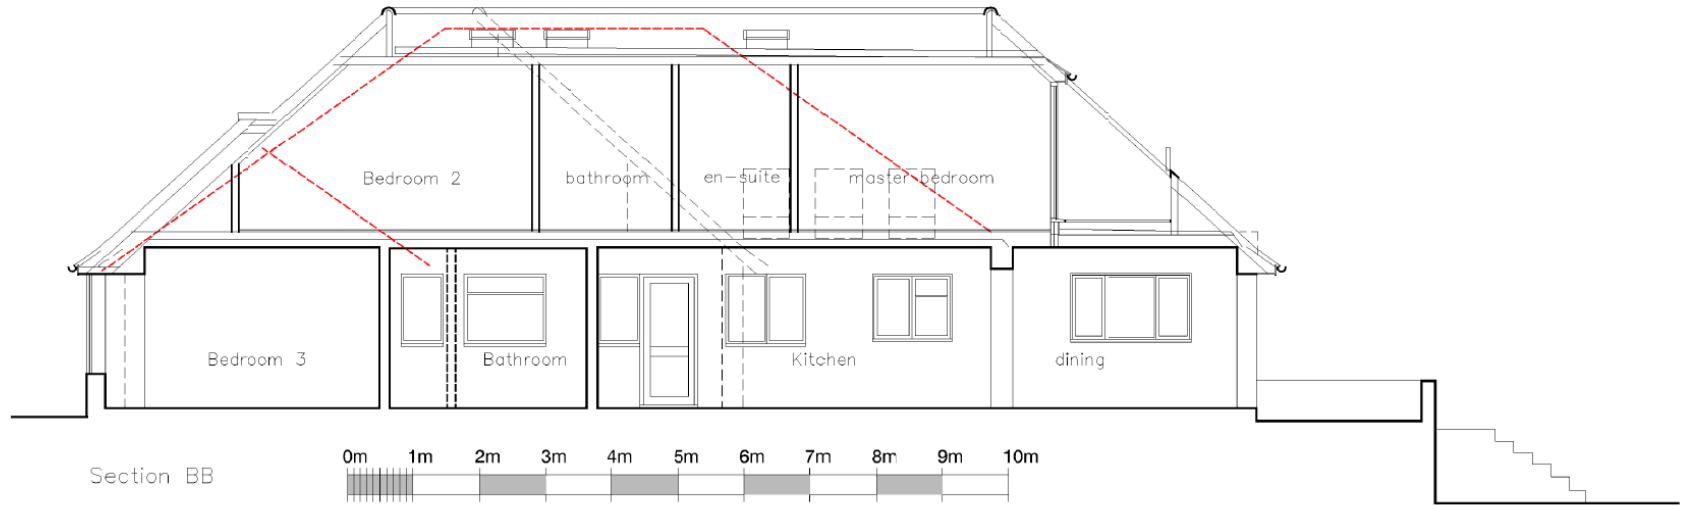 Bedroom 2
bathroom
en-suite
master bedroom
Bedroom 3
Bathroom
Kitchen
dining
Section BB
0m 1m 2m 3m 4m 5m 6m 7m 8m 9m 10m